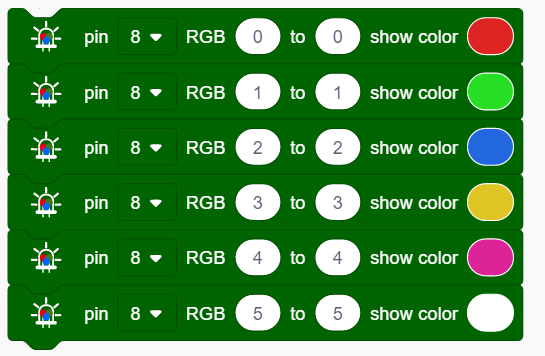 pin 8 RGB 0 to 0 show color
pin 8 RGB 1 to 1 show color
pin 8 RGB 2 to 2 show color
pin 8 RGB 3 to 3 show color
pin 8 RGB 4 to 4 show color
pin 8 RGB 5 to 5 show color